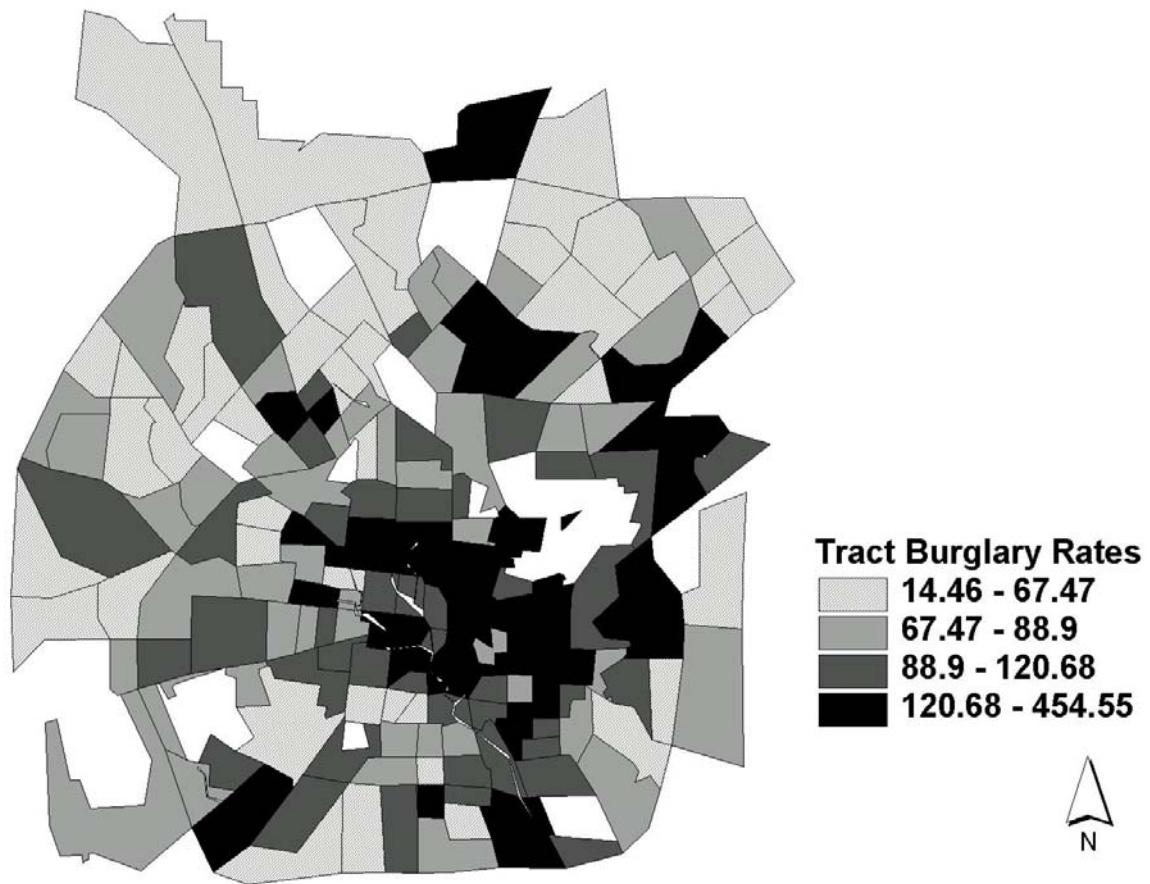 Tract Burglary Rates
14.46 - 67.47
67.47 - 88.9
88.9 - 120.68
120.68 - 454.55
N